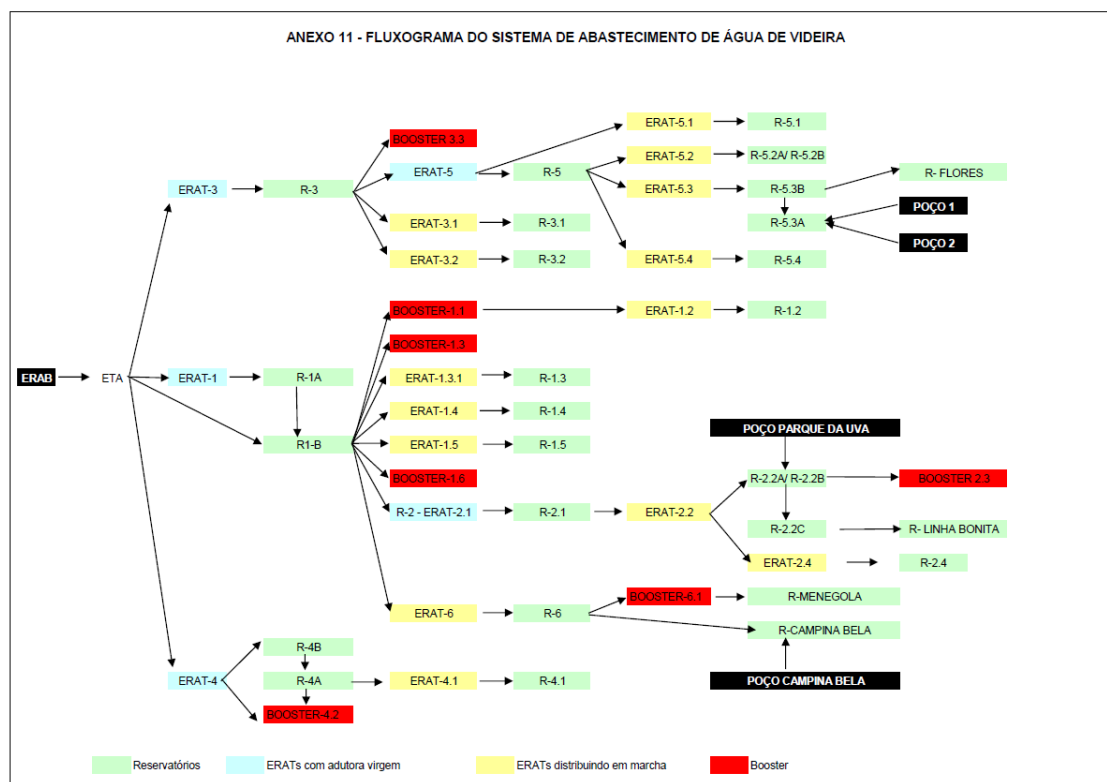 ANEXO 11 - FLUXOGRAMA DO SISTEMA DE ABASTECIMENTO DE ÁGUA DE VIDEIRA
ERAT-5.1
R-5.1
BOOSTER 3.3
ERAT-5.2
R-5.2A/ R-5.2B
ERAT-5
R-5
R- FLORES
ERAT-3
R-3
ERAT-5.3
R-5.3B
POÇO 1
ERAT-3.1
R-3.1
R-5.3A
POÇO 2
ERAT-3.2
R-3.2
ERAT-5.4
R-5.4
BOOSTER-1.1
ERAT-1.2
R-1.2
BOOSTER-1.3
ERAB
ETA
ERAT-1
R-1A
ERAT-1.3.1
R-1.3
ERAT-1.4
R-1.4
POÇO PARQUE DA UVA
R1-B
ERAT-1.5
R-1.5
BOOSTER-1.6
R-2.2A/ R-2.2B
BOOSTER 2.3
R-2 - ERAT-2.1
R-2.1
ERAT-2.2
R-2.2C
R- LINHA BONITA
ERAT-2.4
R-2.4
BOOSTER-6.1
R-MENEGOLA
ERAT-6
R-6
R-CAMPINA BELA
R-4B
ERAT-4
R-4A
ERAT-4.1
R-4.1
POÇO CAMPINA BELA
BOOSTER-4.2
Reservatórios
ERATs com adutora virgem
ERATs distribuindo em marcha
Booster